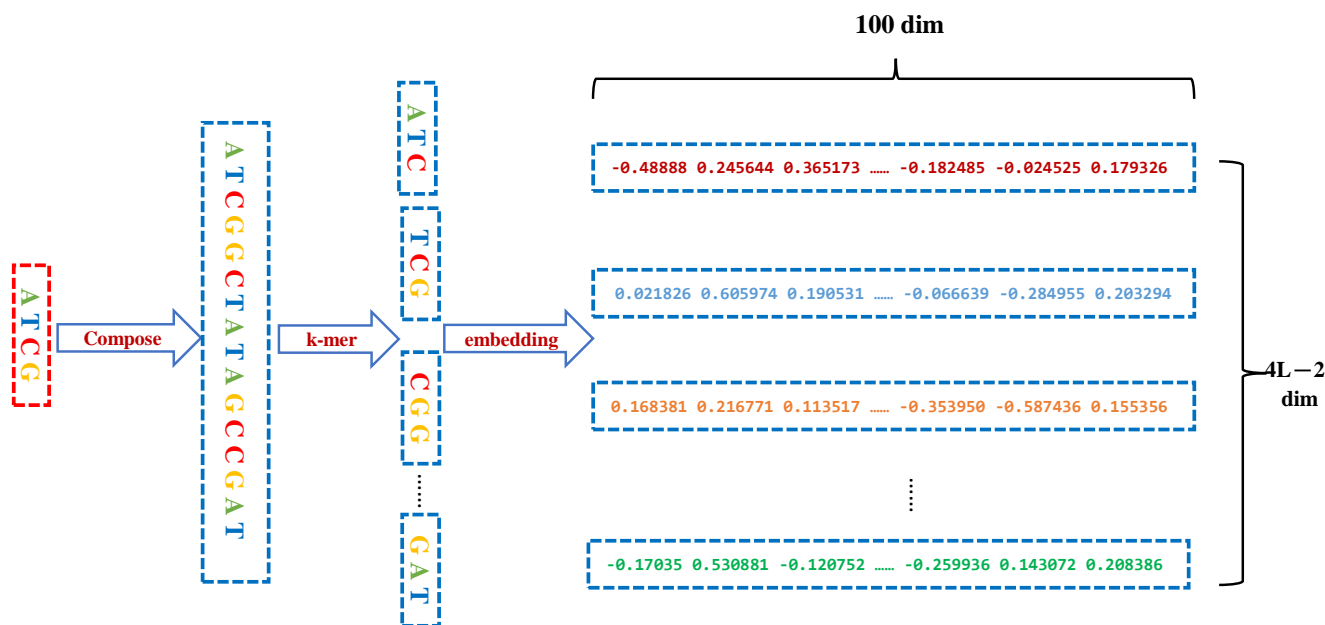 100 dim
ATCG
Compose
ATCGGCTATAGCCGAT
k-mer
ATC
TCG
CGG
......
GAT
embedding
-0.48888 0.245644 0.365173 …… -0.182485 -0.024525 0.179326
0.021826 0.605974 0.190531 …… -0.066639 -0.284955 0.203294
0.168381 0.216771 0.113517 …… -0.353950 -0.587436 0.155356
......
-0.17035 0.530881 -0.120752 …… -0.259936 0.143072 0.208386
4L−2
dim